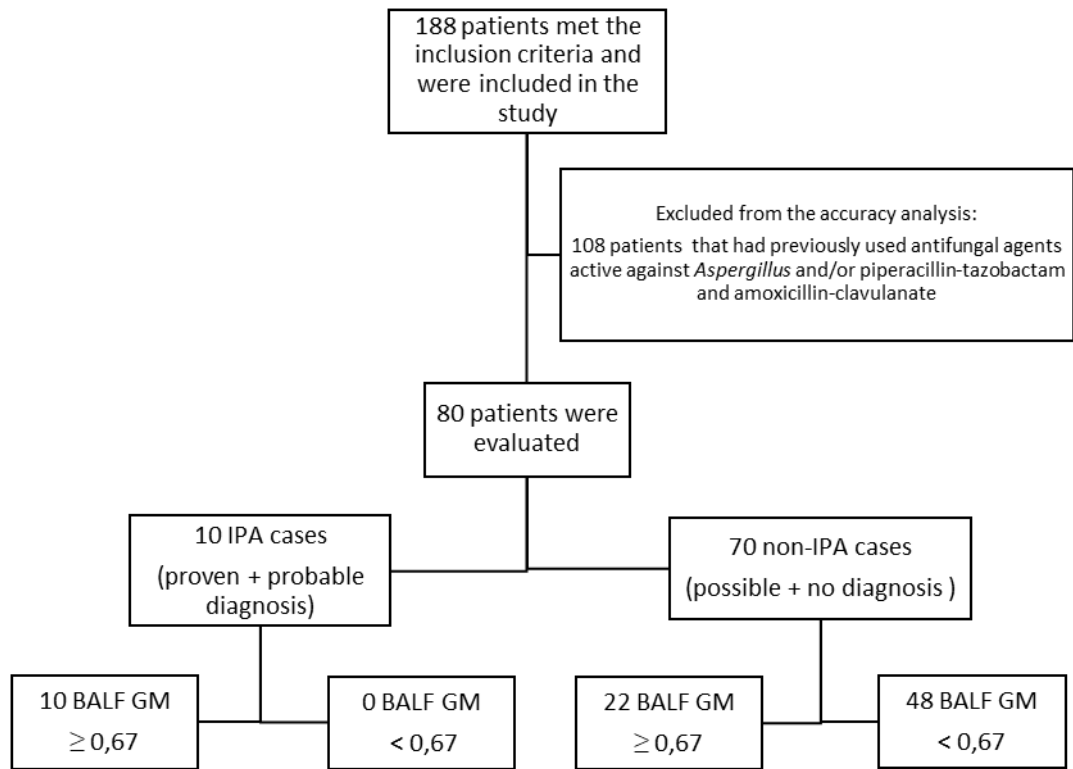 188 patients met the
inclusion criteria and
were included in the
study
Excluded from the accuracy analysis:
108 patients that had previously used antifungal agents
active against Aspergillus and/or piperacillin-tazobactam
and amoxicillin-clavulanate
80 patients were
evaluated
10 IPA cases
(proven + probable
diagnosis)
70 non-IPA cases
(possible + no diagnosis )
10 BALF GM
≥ 0,67
0 BALF GM
< 0,67
22 BALF GM
≥ 0,67
48 BALF GM
< 0,67